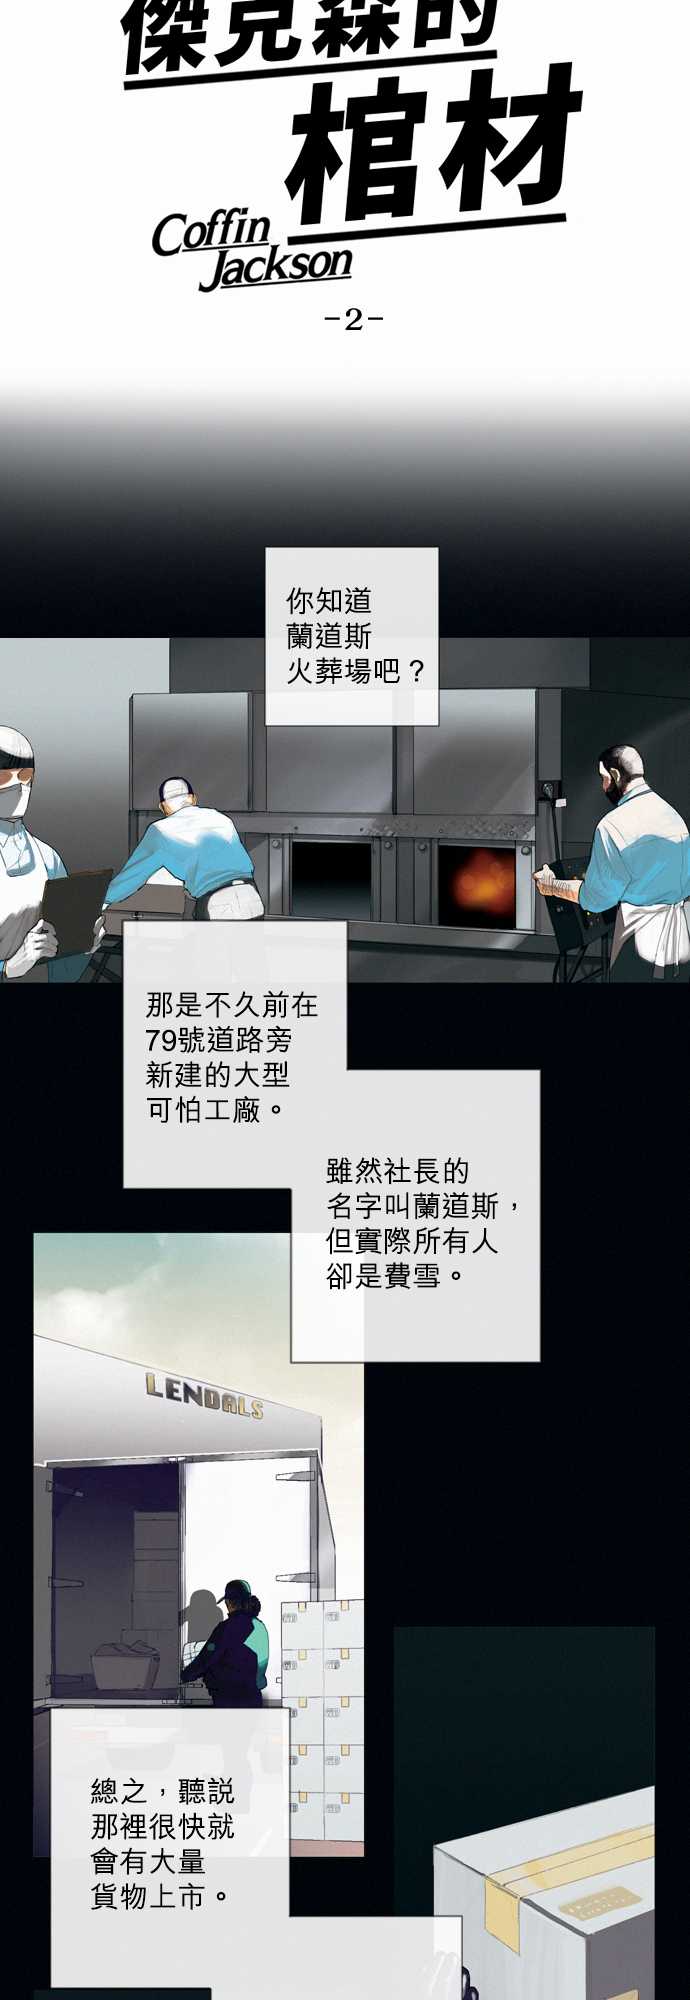 傑克森的
棺材
Coffin
Jackson
-2-
你知道
蘭道斯
火葬場吧？
那是不久前在
79號道路旁
新建的大型
可怕工廠。
雖然社長的
名字叫蘭道斯，
但實際所有人
卻是費雪。
LENDALS
總之，聽説
那裡很快就
會有大量
貨物上市。